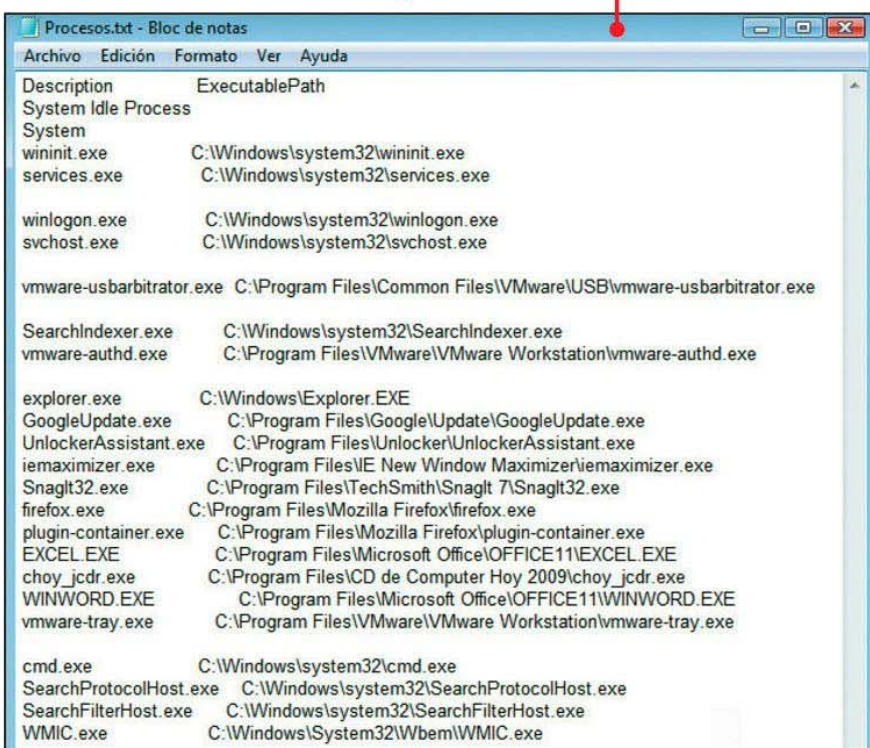 Procesos.txt - Bloc de notas
Archivo Edición Formato Ver Ayuda
Description ExecutablePath
System Idle Process
System
wininit.exe C:\Windows\system32\wininit.exe
services.exe C:\Windows\system32\services.exe
winlogon.exe C:\Windows\system32\winlogon.exe
svchost.exe C:\Windows\system32\svchost.exe
vmware-usbarbitrator.exe C:\Program Files\Common Files\VMware\USB\vmware-usbarbitrator.exe
SearchIndexer.exe C:\Windows\system32\SearchIndexer.exe
vmware-authd.exe C:\Program Files\VMware\VMware Workstation\vmware-authd.exe
explorer.exe C:\Windows\Explorer.EXE
GoogleUpdate.exe C:\Program Files\Google\Update\GoogleUpdate.exe
UnlockerAssistant.exe C:\Program Files\Unlocker\UnlockerAssistant.exe
iemaximizer.exe C:\Program Files\IE New Window Maximizer\iemaximizer.exe
SnagIt32.exe C:\Program Files\TechSmith\SnagIt 7\SnagIt32.exe
firefox.exe C:\Program Files\Mozilla Firefox\firefox.exe
plugin-container.exe C:\Program Files\Mozilla Firefox\plugin-container.exe
EXCEL.EXE C:\Program Files\Microsoft Office\OFFICE11\EXCEL.EXE
choy_jcdr.exe C:\Program Files\CD de Computer Hoy 2009\choy_jcdr.exe
WINWORD.EXE C:\Program Files\Microsoft Office\OFFICE11\WINWORD.EXE
vmware-tray.exe C:\Program Files\VMware\VMware Workstation\vmware-tray.exe
cmd.exe C:\Windows\system32\cmd.exe
SearchProtocolHost.exe C:\Windows\system32\SearchProtocolHost.exe
SearchFilterHost.exe C:\Windows\system32\SearchFilterHost.exe
WMIC.exe C:\Windows\System32\Wbem\WMIC.exe